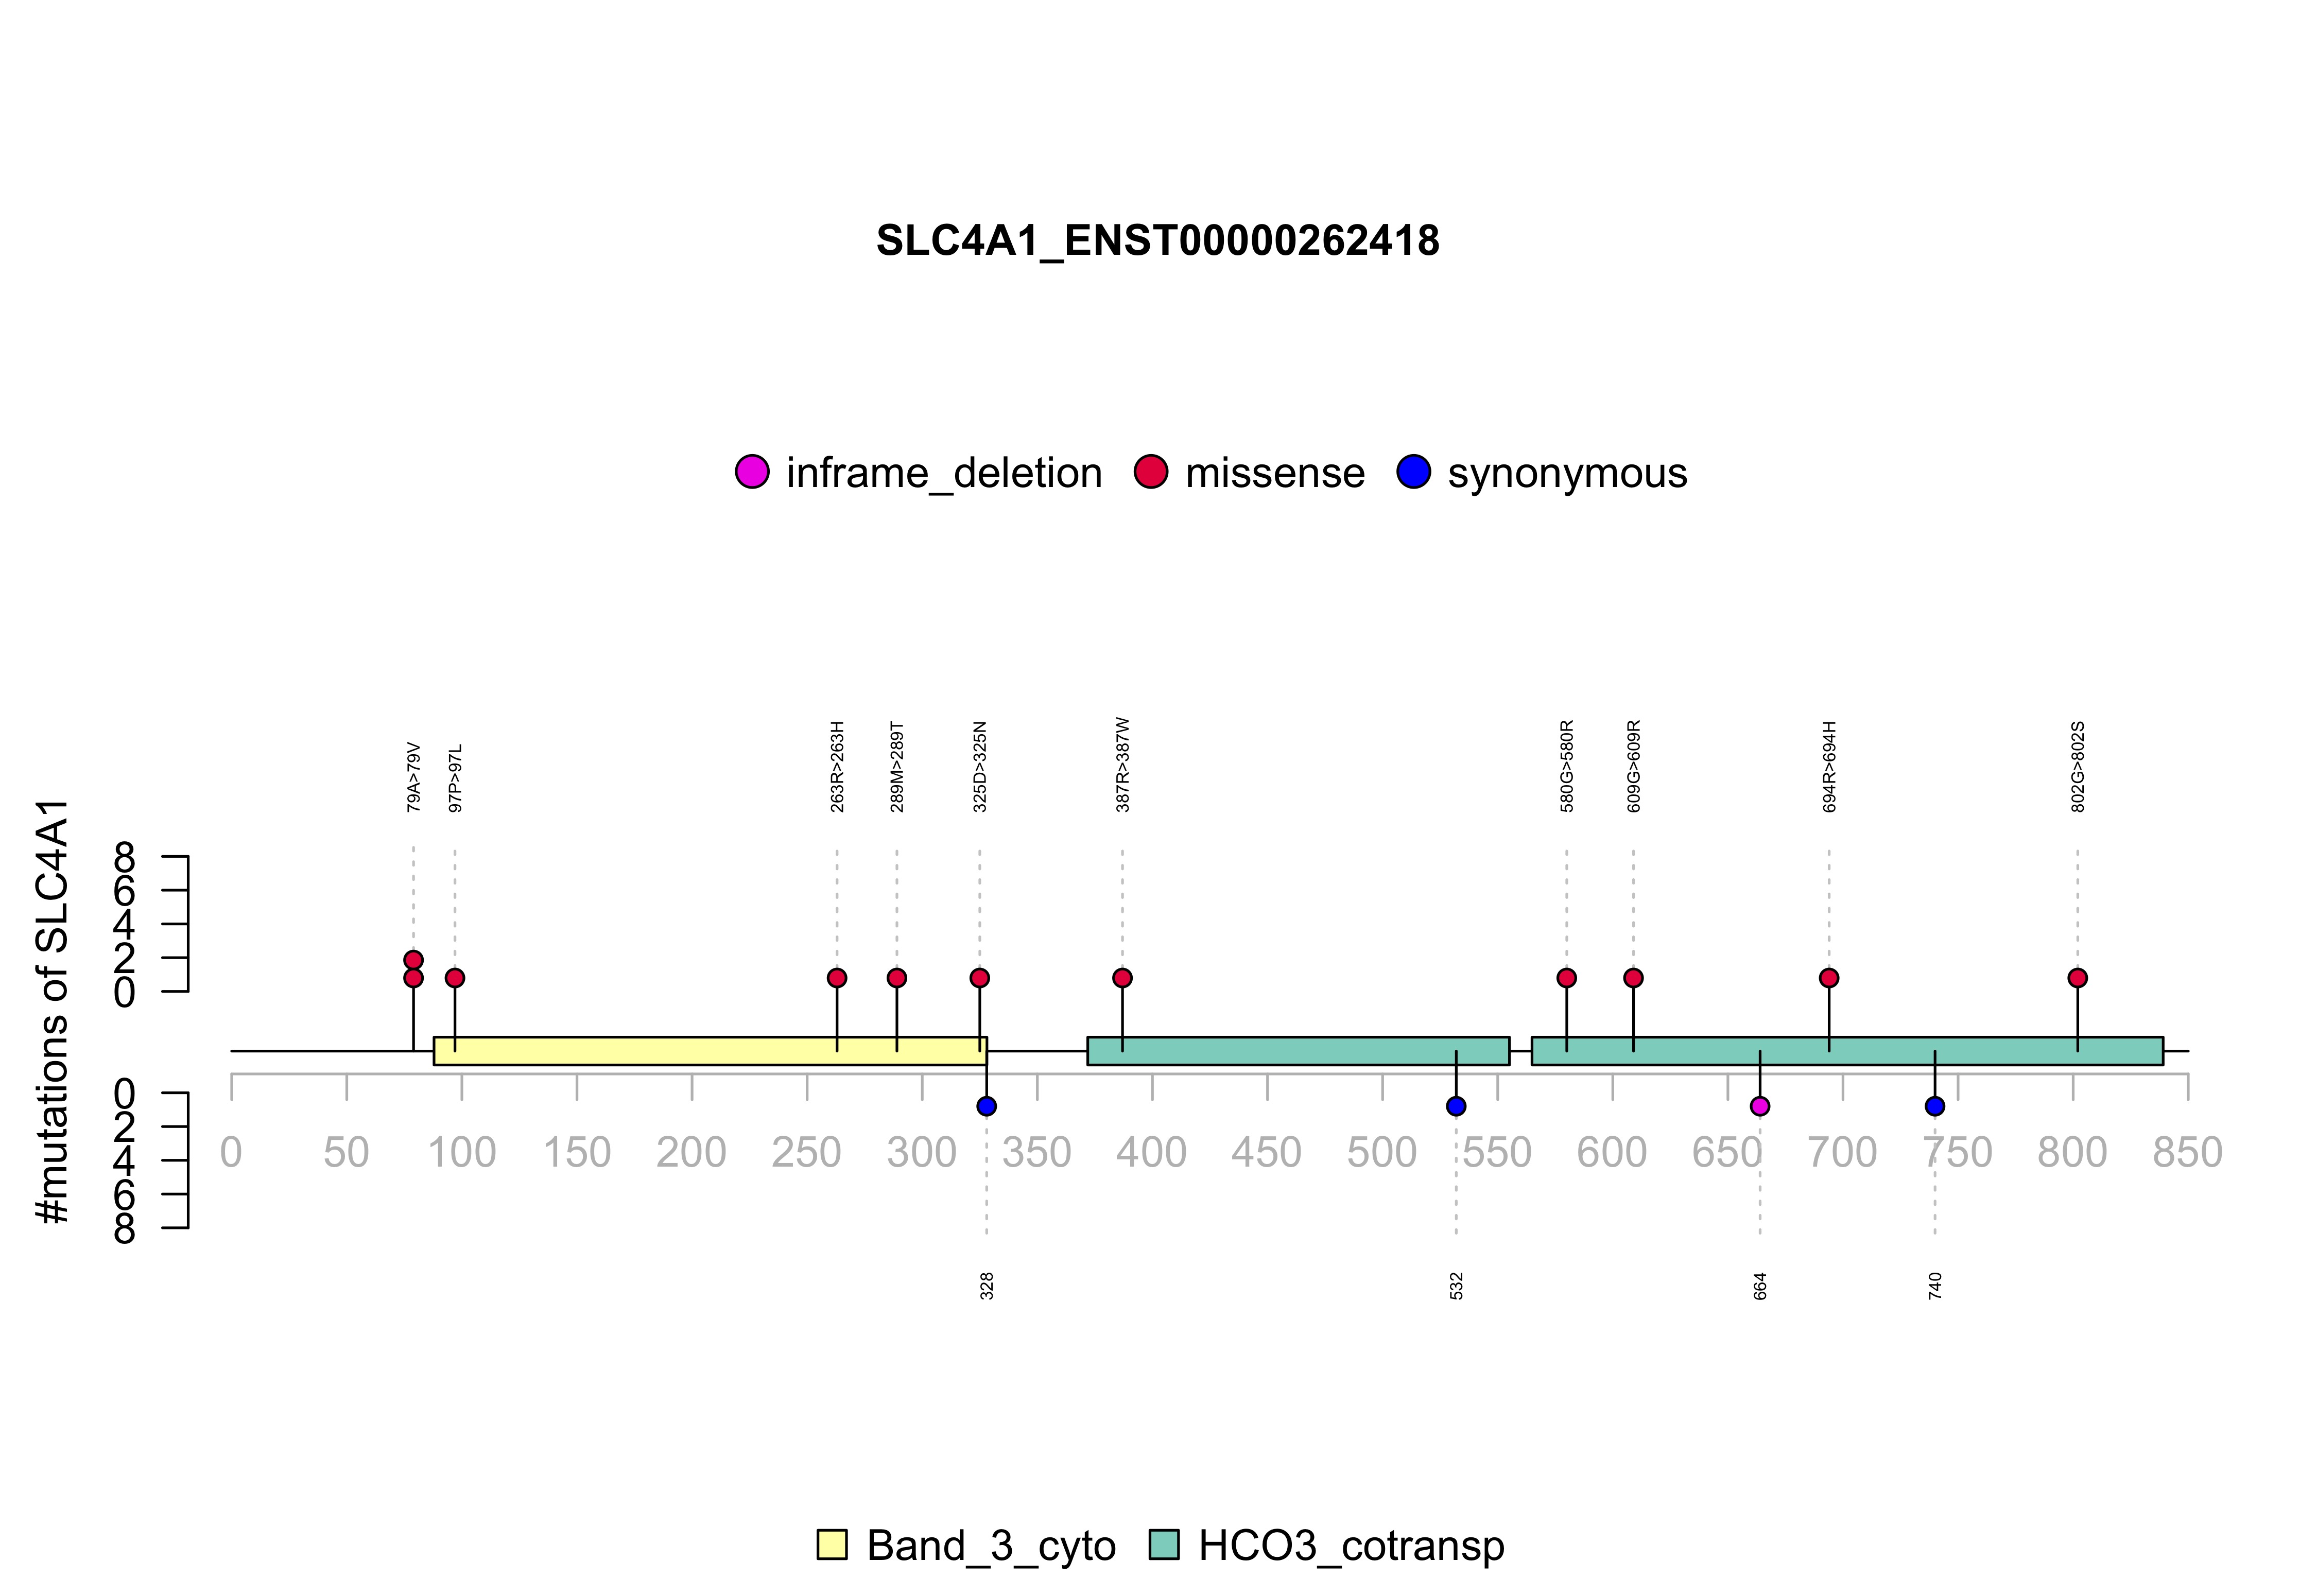 SLC4A1_ENST00000262418
inframe_deletion missense synonymous
79A>79V
97P>97L
263R>263H
289M>289T
325D>325N
387R>387W
580G>580R
609G>609R
694R>694H
802G>802S
#mutations of SLC4A1
8
6
4
2
0
0
2
4
6
8
0 50 100 150 200 250 300 350 400 450 500 550 600 650 700 750 800 850
328
532
664
740
Band_3_cyto HCO3_cotransp